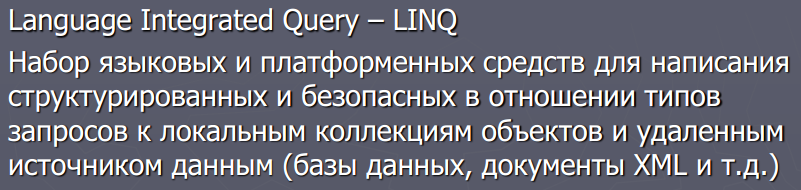 Language Integrated Query – LINQ
Набор языковых и платформенных средств для написания
структурированных и безопасных в отношении типов
запросов к локальным коллекциям объектов и удаленным
источником данным (базы данных, документы XML и т.д.)